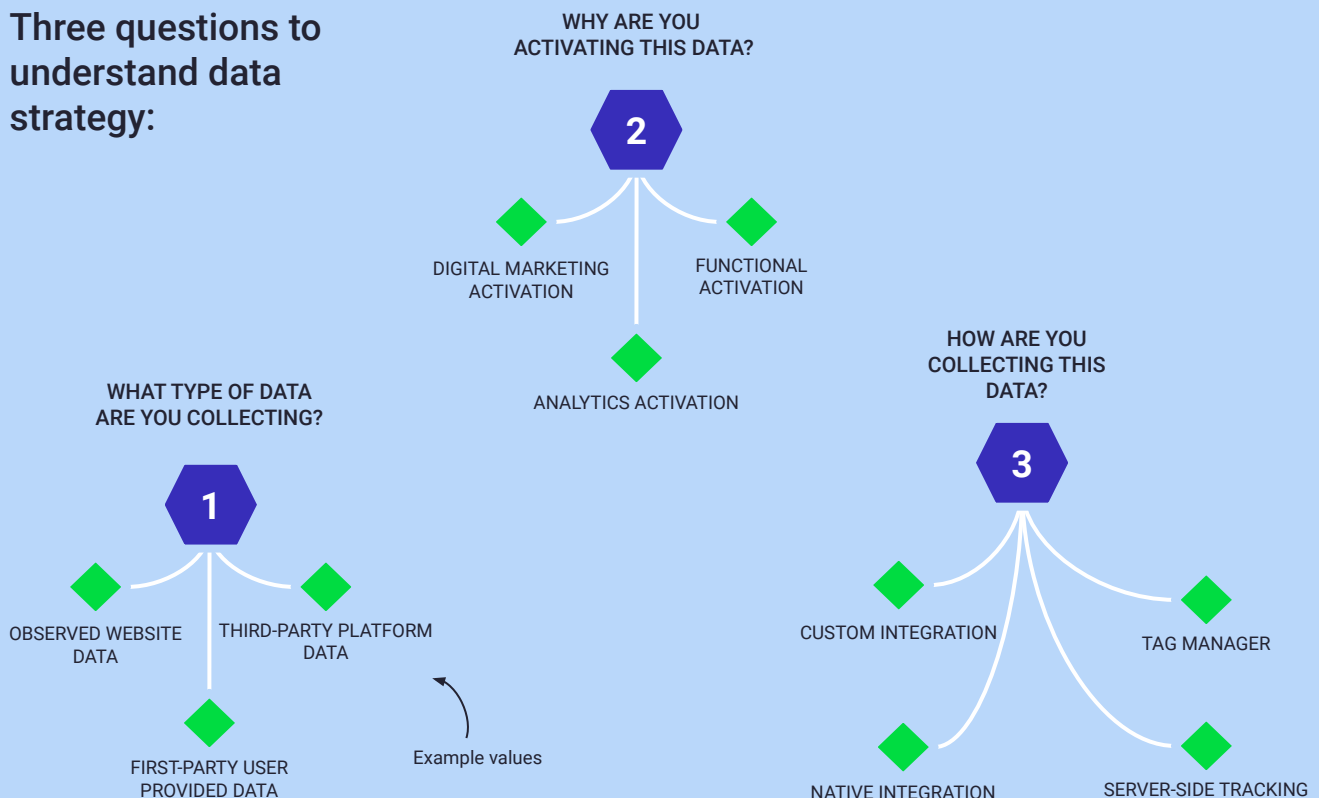 Three questions to
understand data
strategy:
WHY ARE YOU
ACTIVATING THIS DATA?
2
DIGITAL MARKETING
ACTIVATION
FUNCTIONAL
ACTIVATION
ANALYTICS ACTIVATION
WHAT TYPE OF DATA
ARE YOU COLLECTING?
1
OBSERVED WEBSITE
DATA
THIRD-PARTY PLATFORM
DATA
FIRST-PARTY USER
PROVIDED DATA
Example values
HOW ARE YOU
COLLECTING THIS
DATA?
3
CUSTOM INTEGRATION
TAG MANAGER
NATIVE INTEGRATION
SERVER-SIDE TRACKING